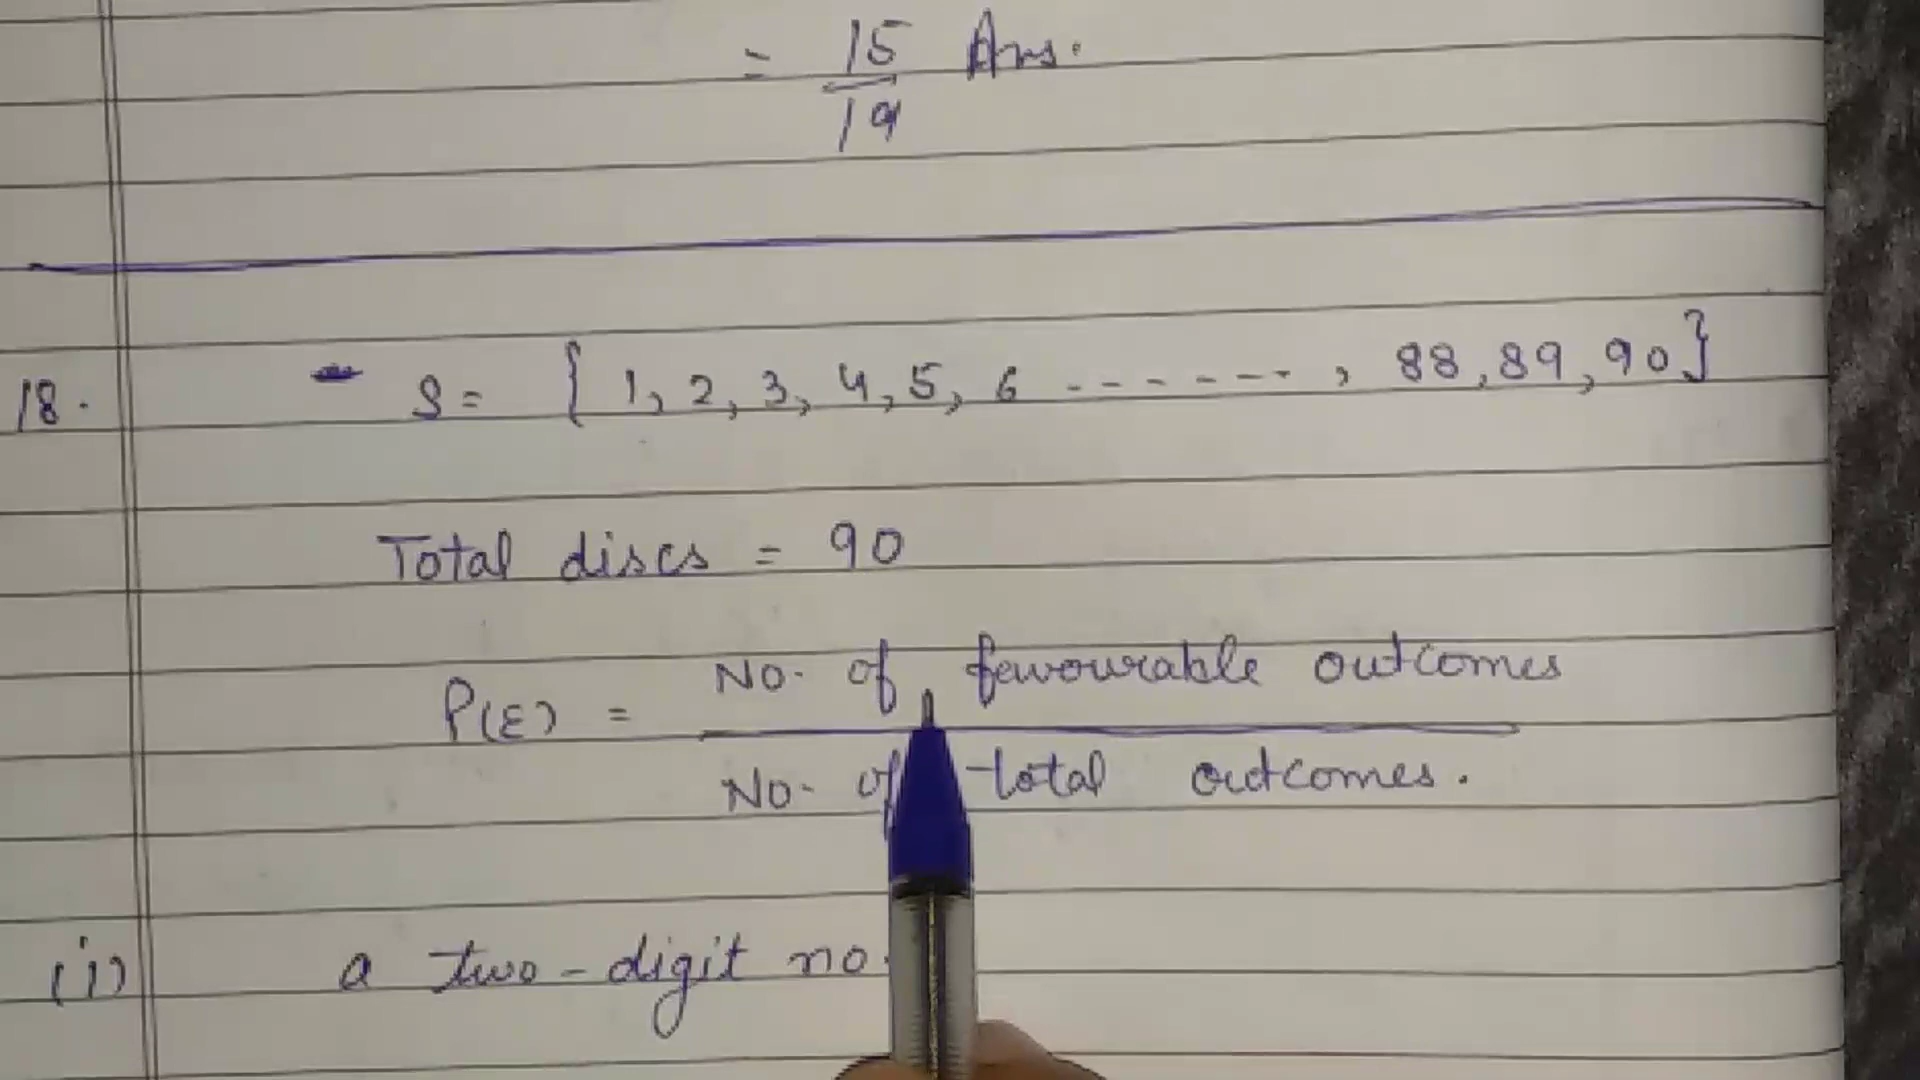 = 15 Ans.
19
18. S = { 1, 2, 3, 4, 5, 6 - - - - - - - , 88, 89, 90}
Total discs = 90
P(E) = No. of fevourable outcomes
No. of total outcomes.
(i) a two-digit no.